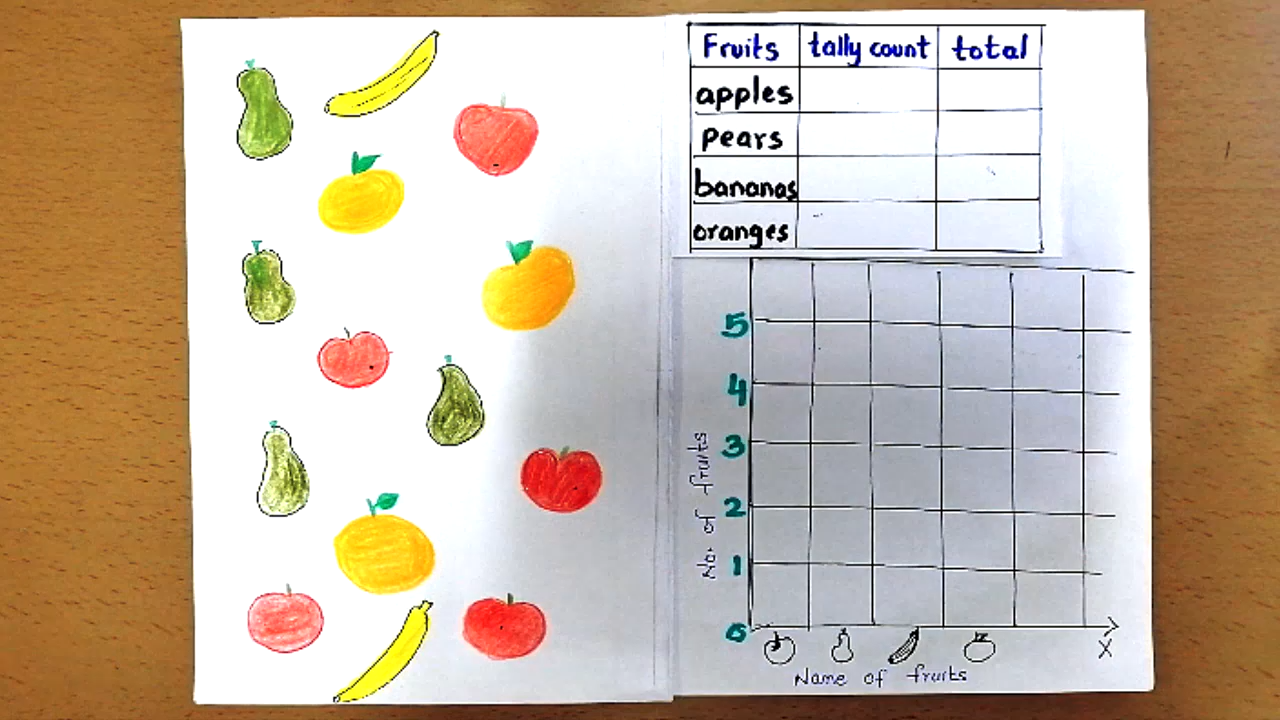 Fruits tally count total
apples
pears
bananas
oranges
5
4
3
2
1
0
No. of fruits
X
Name of fruits